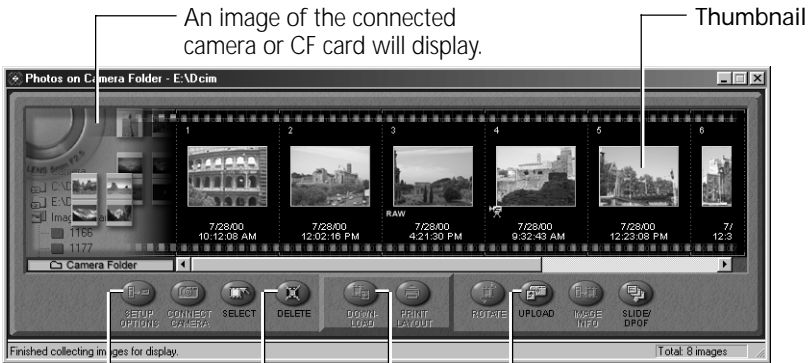 An image of the connected
camera or CF card will display.
Thumbnail
Photos on Camera Folder - E:\Dcim
1 2 3 4 5 6
LENS
C:\D
E:\D
1166
1177
RAW
7/28/00 7/28/00 7/28/00 7/28/00 7/28/00 7/
10:12:08 AM 12:02:16 PM 4:21:30 PM 9:32:43 AM 12:23:08 PM 12:3
Camera Folder
SETUP OPTIONS CONNECT CAMERA SELECT DELETE DOWN-LOAD PRINT LAYOUT ROTATE UPLOAD IMAGE INFO SLIDE/DPOF
Finished collecting images for display.
Total: 8 images